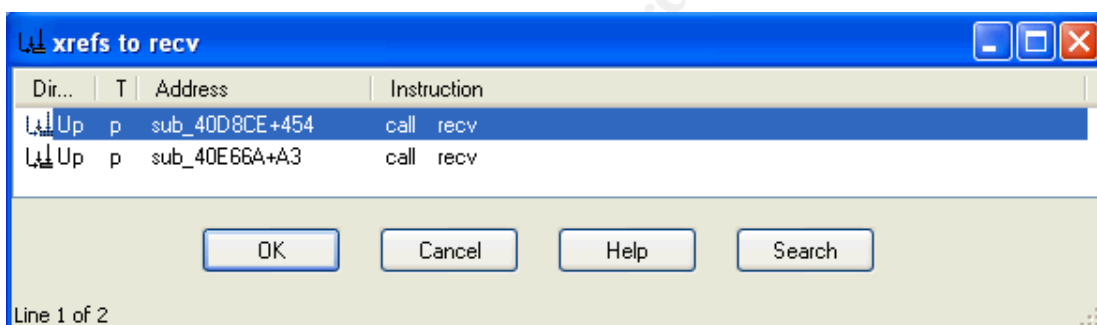 xrefs to recv
Dir... T Address Instruction
Up p sub_40D8CE+454 call recv
Up p sub_40E66A+A3 call recv
OK Cancel Help Search
Line 1 of 2